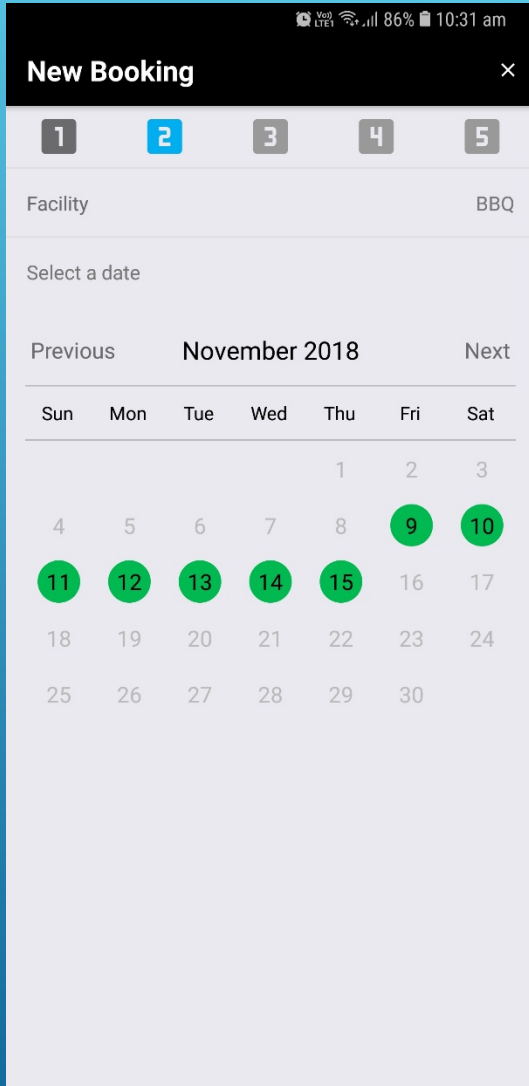 VoI) LTE1 86% 10:31 am
New Booking ×
1 2 3 4 5
Facility BBQ
Select a date
Previous November 2018 Next
Sun Mon Tue Wed Thu Fri Sat
1 2 3
4 5 6 7 8 9 10
11 12 13 14 15 16 17
18 19 20 21 22 23 24
25 26 27 28 29 30